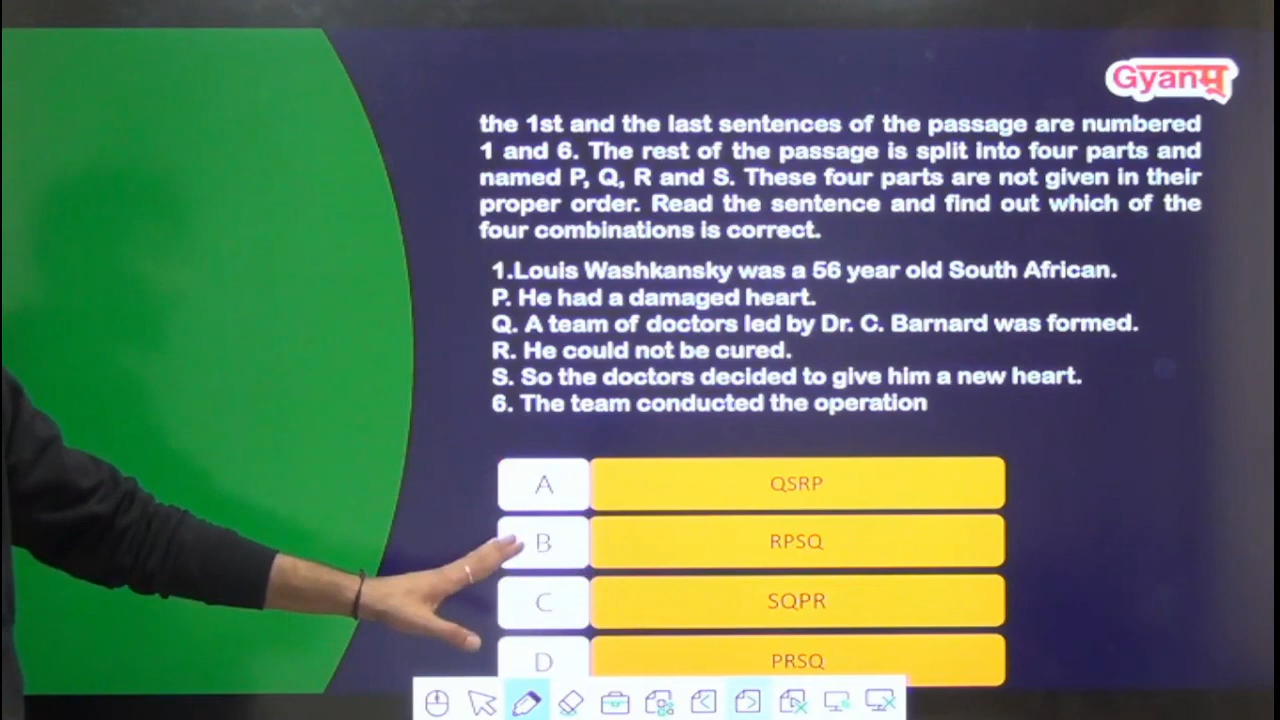 Gyanम्
the 1st and the last sentences of the passage are numbered
1 and 6. The rest of the passage is split into four parts and
named P, Q, R and S. These four parts are not given in their
proper order. Read the sentence and find out which of the
four combinations is correct.
1.Louis Washkansky was a 56 year old South African.
P. He had a damaged heart.
Q. A team of doctors led by Dr. C. Barnard was formed.
R. He could not be cured.
S. So the doctors decided to give him a new heart.
6. The team conducted the operation
A QSRP
B RPSQ
C SQPR
D PRSQ